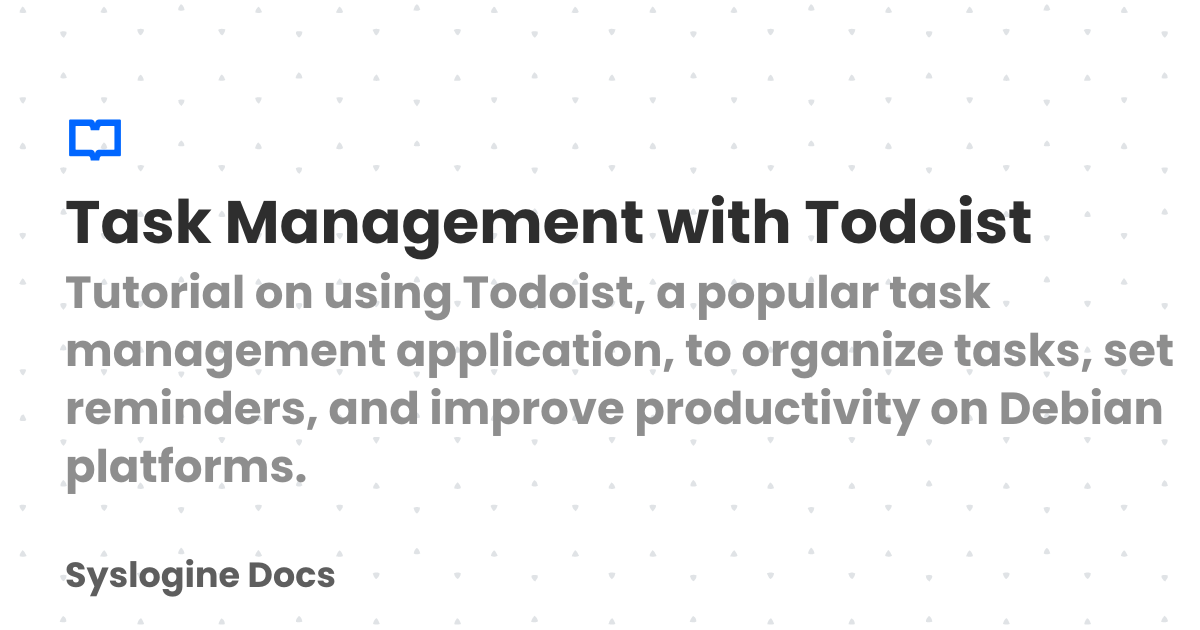 Task Management with Todoist
Tutorial on using Todoist, a popular task
management application, to organize tasks, set
reminders, and improve productivity on Debian
platforms.
Syslogine Docs